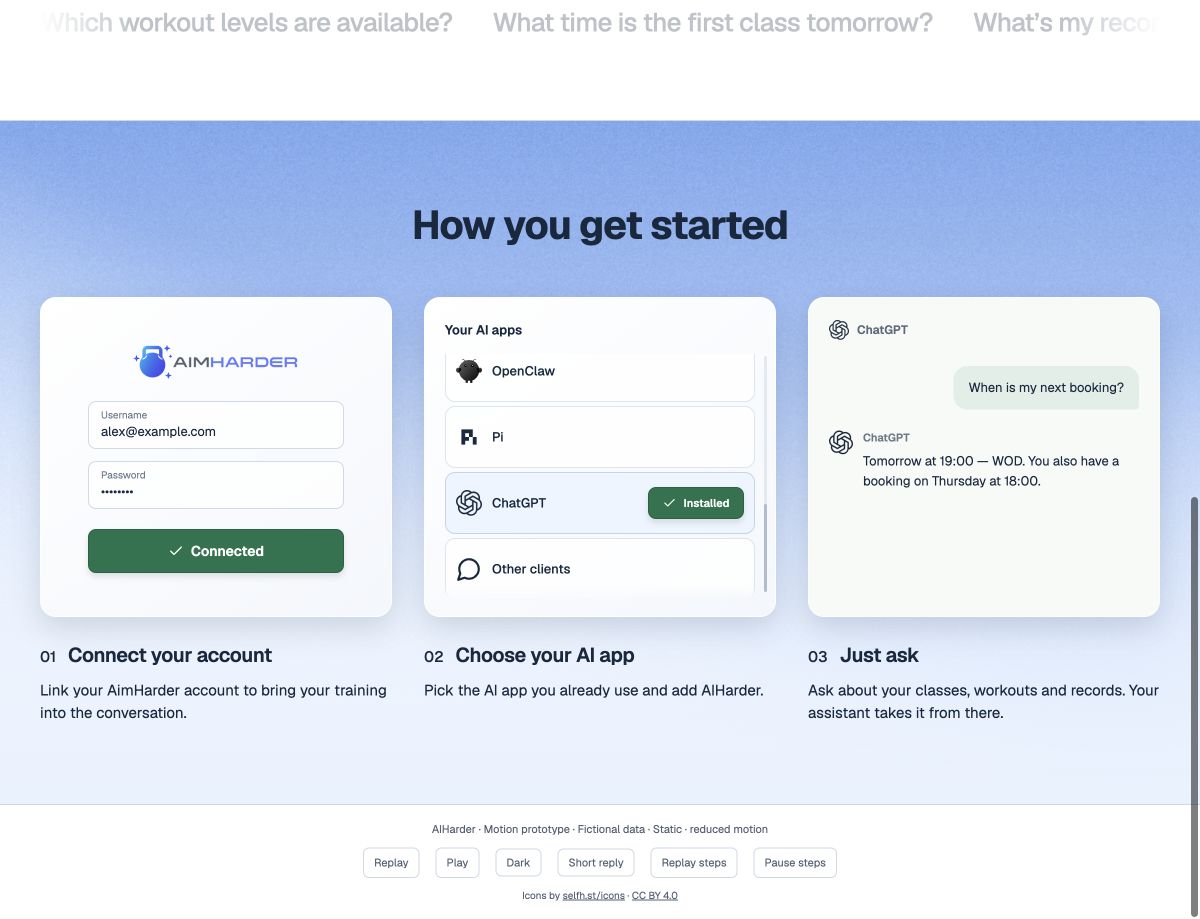 Which workout levels are available? What time is the first class tomorrow? What's my recor
How you get started
AIMHARDER
Username
alex@example.com
Password
••••••••
Connected
Your AI apps
OpenClaw
Pi
ChatGPT
Installed
Other clients
ChatGPT
When is my next booking?
ChatGPT
Tomorrow at 19:00 — WOD. You also have a
booking on Thursday at 18:00.
01 Connect your account
Link your AimHarder account to bring your training
into the conversation.
02 Choose your AI app
Pick the AI app you already use and add AIHarder.
03 Just ask
Ask about your classes, workouts and records. Your
assistant takes it from there.
AIHarder · Motion prototype · Fictional data · Static · reduced motion
Replay Play Dark Short reply Replay steps Pause steps
Icons by selfh.st/icons · CC BY 4.0